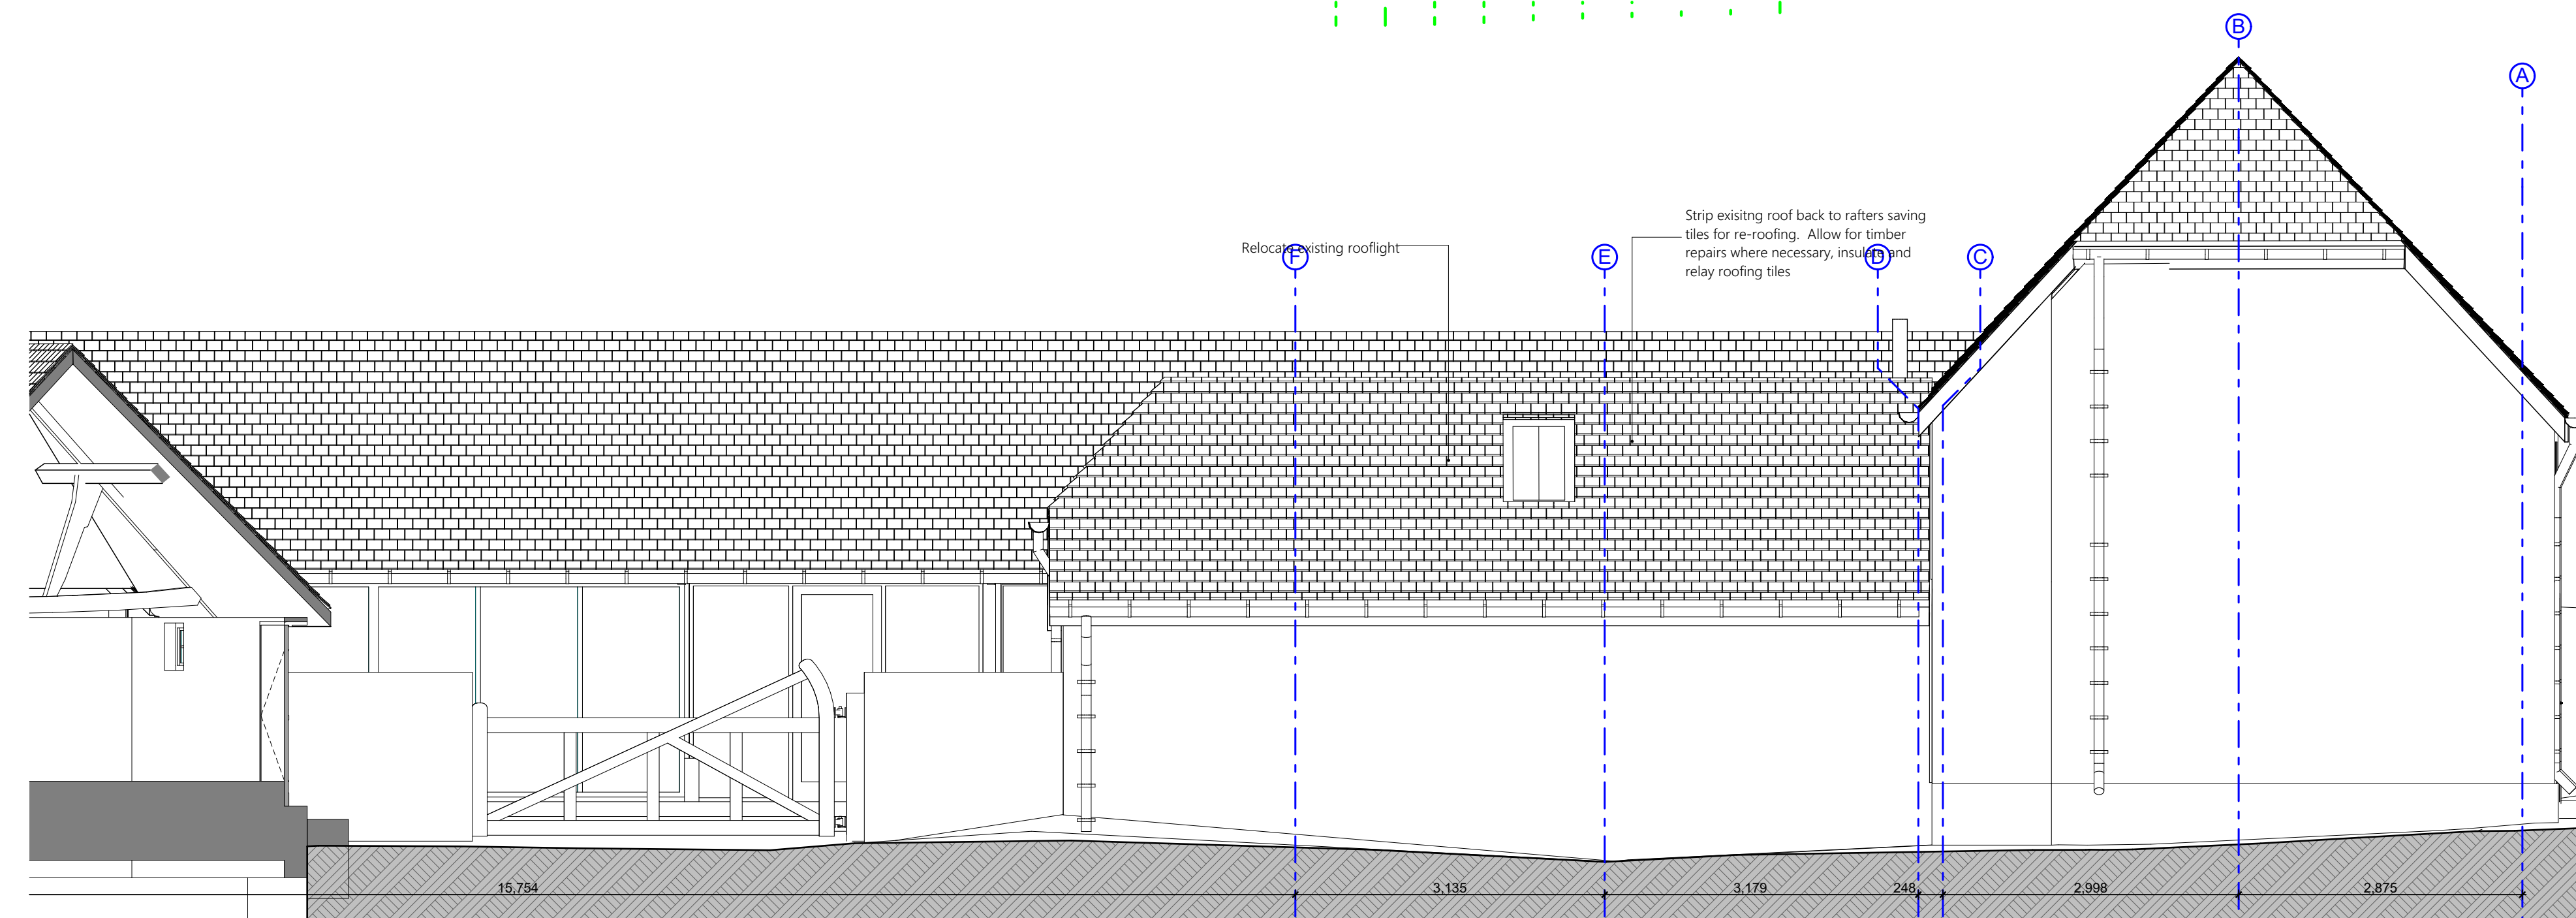 B
A
Strip exisitng roof back to rafters saving
tiles for re-roofing.  Allow for timber
repairs where necessary, insulate and
relay roofing tiles
Relocate existing rooflight
F
E
D
C
15,754
3,135
3,179
248
2,998
2,875